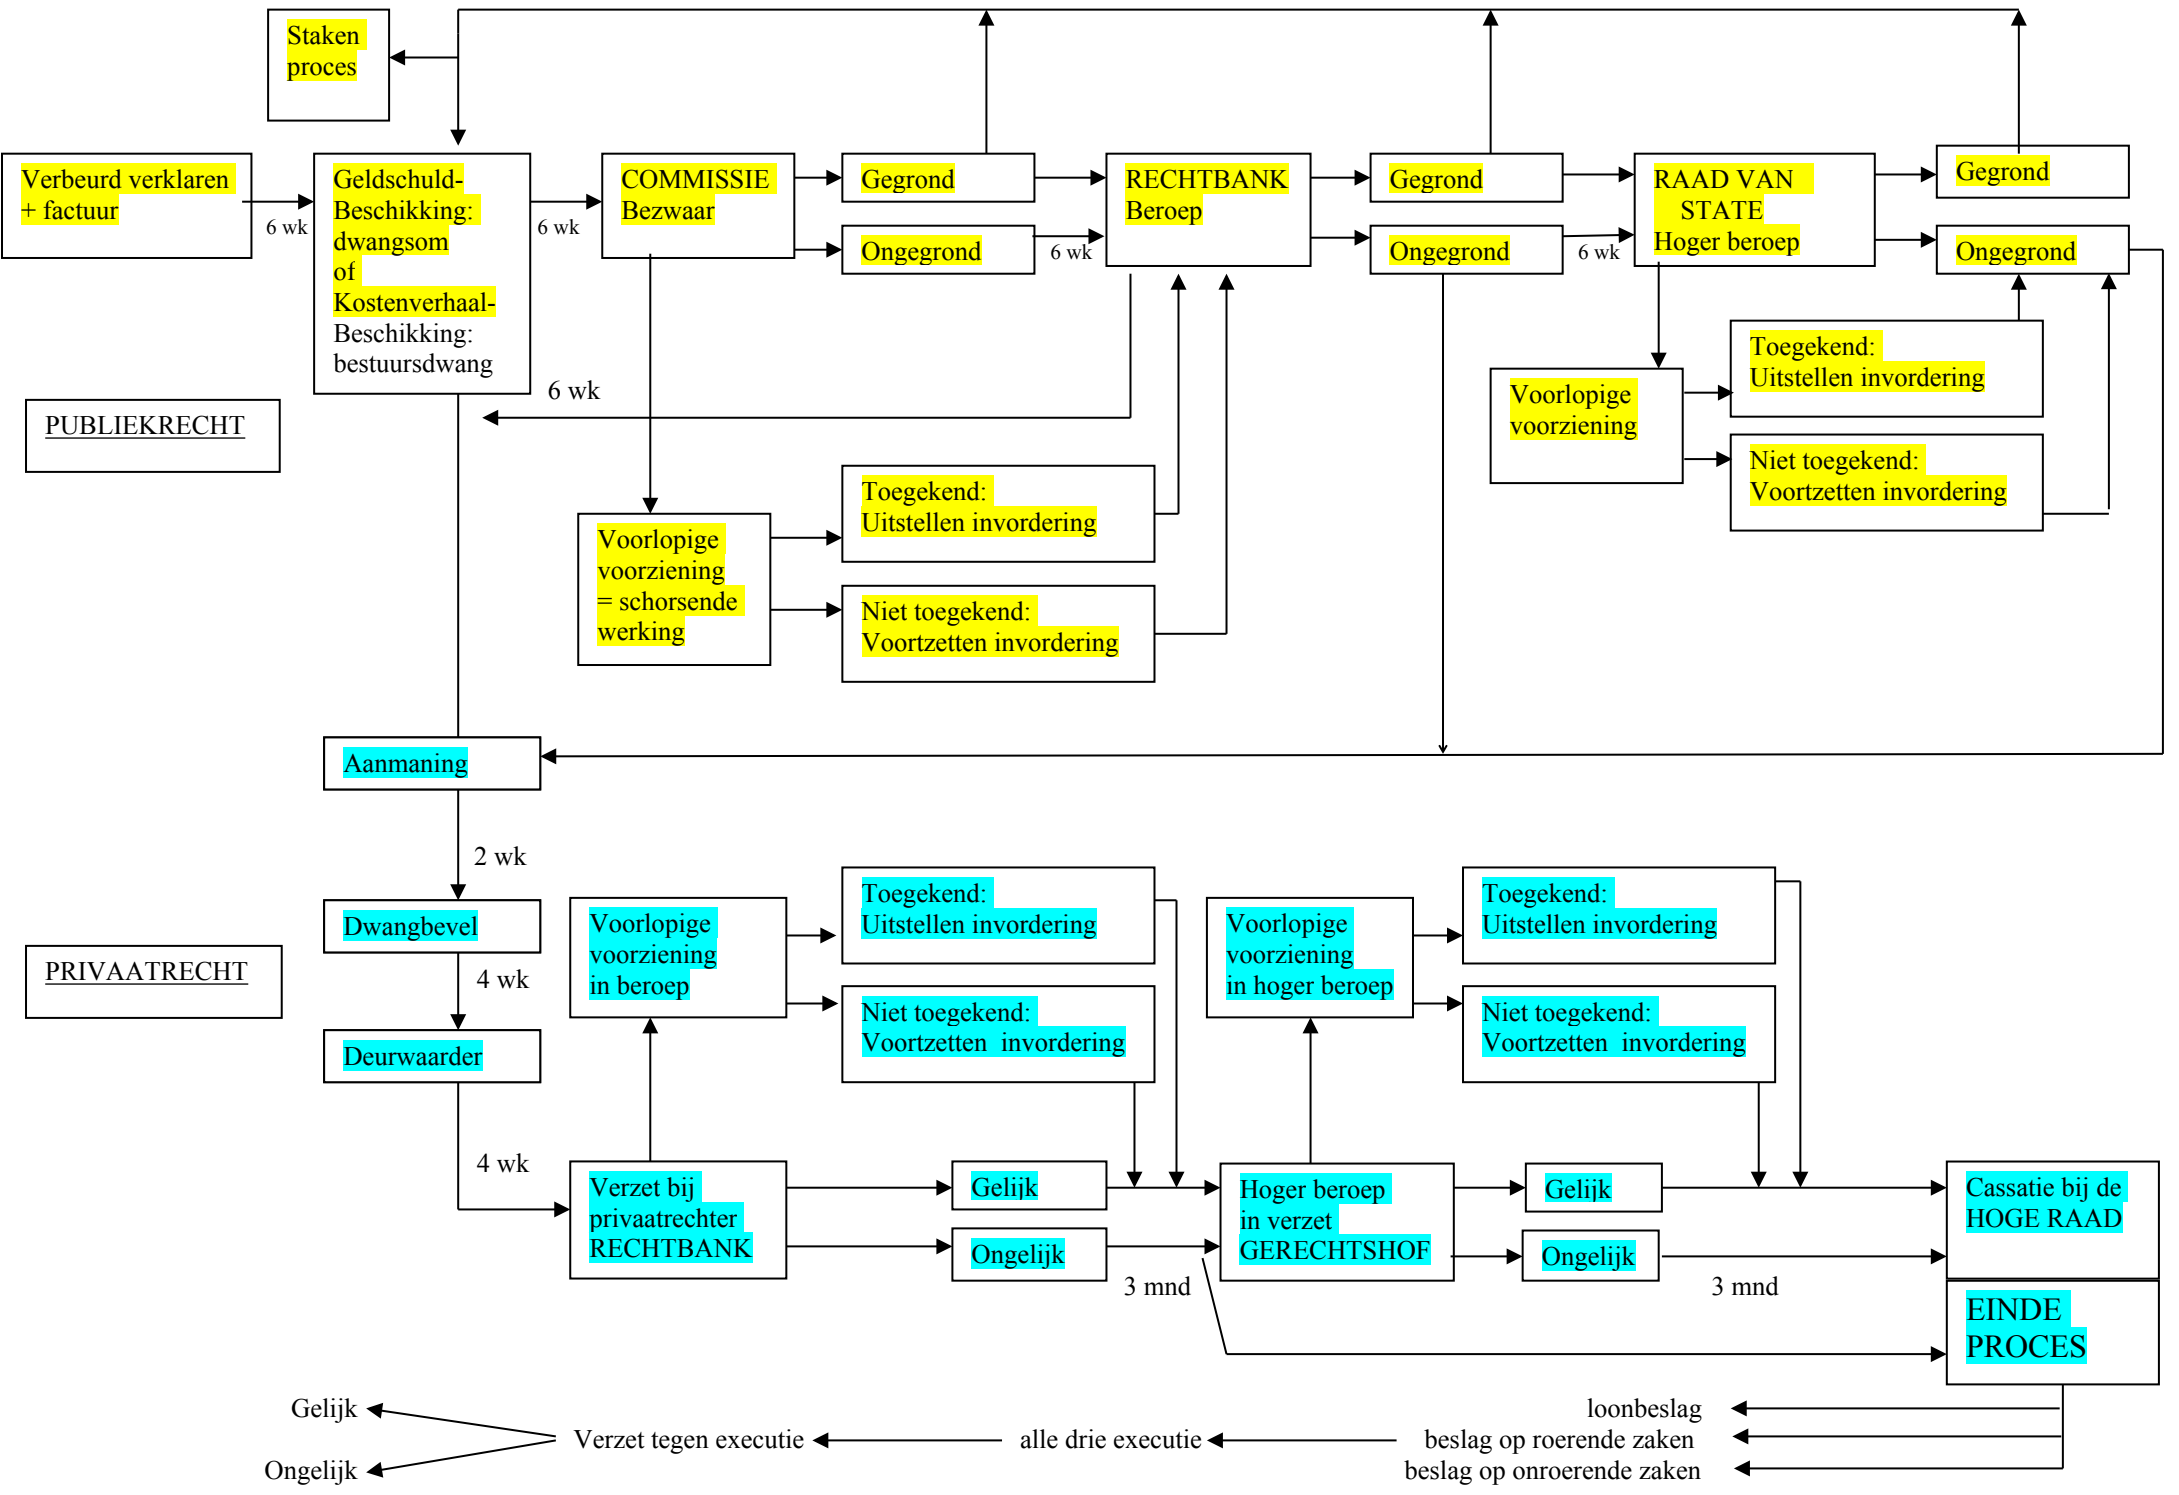 Staken
proces
Verbeurd verklaren
+ factuur
6 wk
Geldschuld-
Beschikking:
dwangsom
of
Kostenverhaal-
Beschikking:
bestuursdwang
6 wk
COMMISSIE
Bezwaar
Gegrond
Ongegrond
6 wk
RECHTBANK
Beroep
Gegrond
Ongegrond
6 wk
RAAD VAN
STATE
Hoger beroep
Gegrond
Ongegrond
6 wk
PUBLIEKRECHT
Voorlopige
voorziening
= schorsende
werking
Toegekend:
Uitstellen invordering
Niet toegekend:
Voortzetten invordering
Voorlopige
voorziening
Toegekend:
Uitstellen invordering
Niet toegekend:
Voortzetten invordering
Aanmaning
2 wk
Dwangbevel
4 wk
PRIVAATRECHT
Deurwaarder
4 wk
Voorlopige
voorziening
in beroep
Toegekend:
Uitstellen invordering
Niet toegekend:
Voortzetten invordering
Voorlopige
voorziening
in hoger beroep
Toegekend:
Uitstellen invordering
Niet toegekend:
Voortzetten invordering
Verzet bij
privaatrechter
RECHTBANK
Gelijk
Ongelijk
3 mnd
Hoger beroep
in verzet
GERECHTSHOF
Gelijk
Ongelijk
3 mnd
Cassatie bij de
HOGE RAAD
EINDE
PROCES
Gelijk
Ongelijk
Verzet tegen executie
alle drie executie
loonbeslag
beslag op roerende zaken
beslag op onroerende zaken